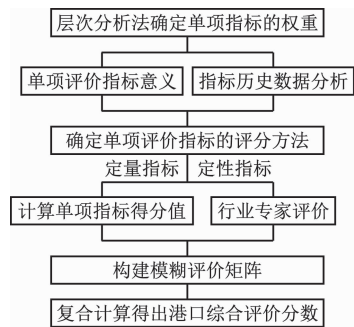 层次分析法确定单项指标的权重
单项评价指标意义 指标历史数据分析
确定单项评价指标的评分方法
定量指标 定性指标
计算单项指标得分值 行业专家评价
构建模糊评价矩阵
复合计算得出港口综合评价分数